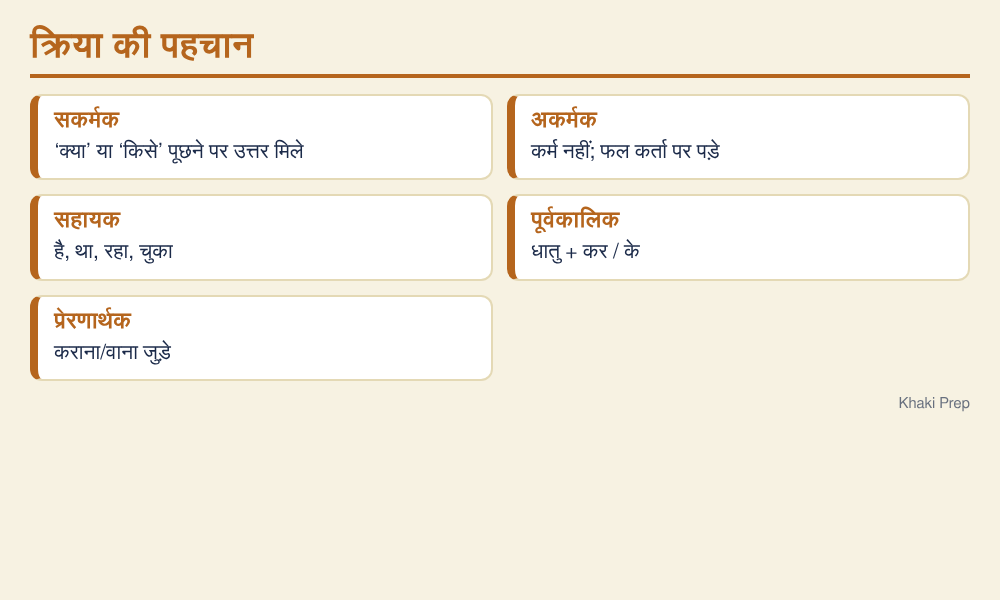 क्रिया की पहचान
सकर्मक
‘क्या’ या ‘किसे’ पूछने पर उत्तर मिले
अकर्मक
कर्म नहीं; फल कर्ता पर पड़े
सहायक
है, था, रहा, चुका
पूर्वकालिक
धातु + कर / के
प्रेरणार्थक
कराना/वाना जुड़े
Khaki Prep